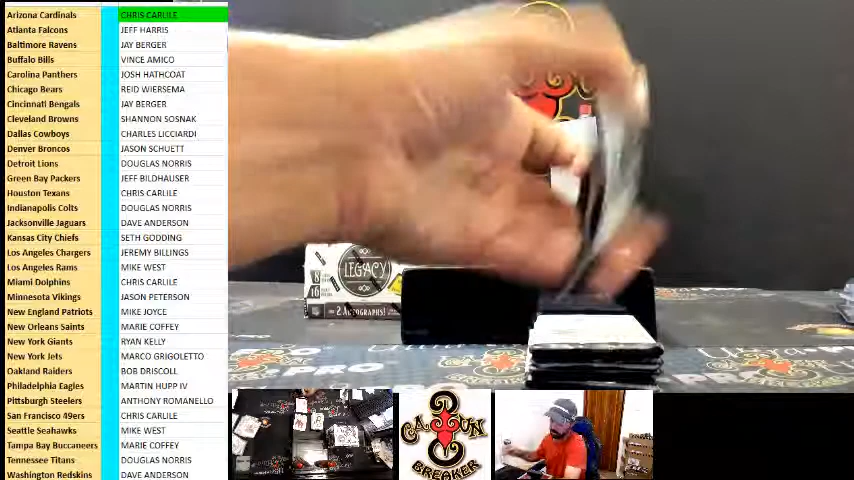 Arizona Cardinals CHRIS CARLILE
Atlanta Falcons JEFF HARRIS
Baltimore Ravens JAY BERGER
Buffalo Bills VINCE AMICO
Carolina Panthers JOSH HATHCOAT
Chicago Bears REID WIERSEMA
Cincinnati Bengals JAY BERGER
Cleveland Browns SHANNON SOSNAK
Dallas Cowboys CHARLES LICCIARDI
Denver Broncos JASON SCHUETT
Detroit Lions DOUGLAS NORRIS
Green Bay Packers JEFF BILDHAUSER
Houston Texans CHRIS CARLILE
Indianapolis Colts DOUGLAS NORRIS
Jacksonville Jaguars DAVE ANDERSON
Kansas City Chiefs SETH GODDING
Los Angeles Chargers JEREMY BILLINGS
Los Angeles Rams MIKE WEST
Miami Dolphins CHRIS CARLILE
Minnesota Vikings JASON PETERSON
New England Patriots MIKE JOYCE
New Orleans Saints MARIE COFFEY
New York Giants RYAN KELLY
New York Jets MARCO GRIGOLETTO
Oakland Raiders BOB DRISCOLL
Philadelphia Eagles MARTIN HUPP IV
Pittsburgh Steelers ANTHONY ROMANELLO
San Francisco 49ers CHRIS CARLILE
Seattle Seahawks MIKE WEST
Tampa Bay Buccaneers MARIE COFFEY
Tennessee Titans DOUGLAS NORRIS
Washington Redskins DAVE ANDERSON
LEGACY
8
16
2 AUTOGRAPHS!
PRO
CAJUN
BREAKER